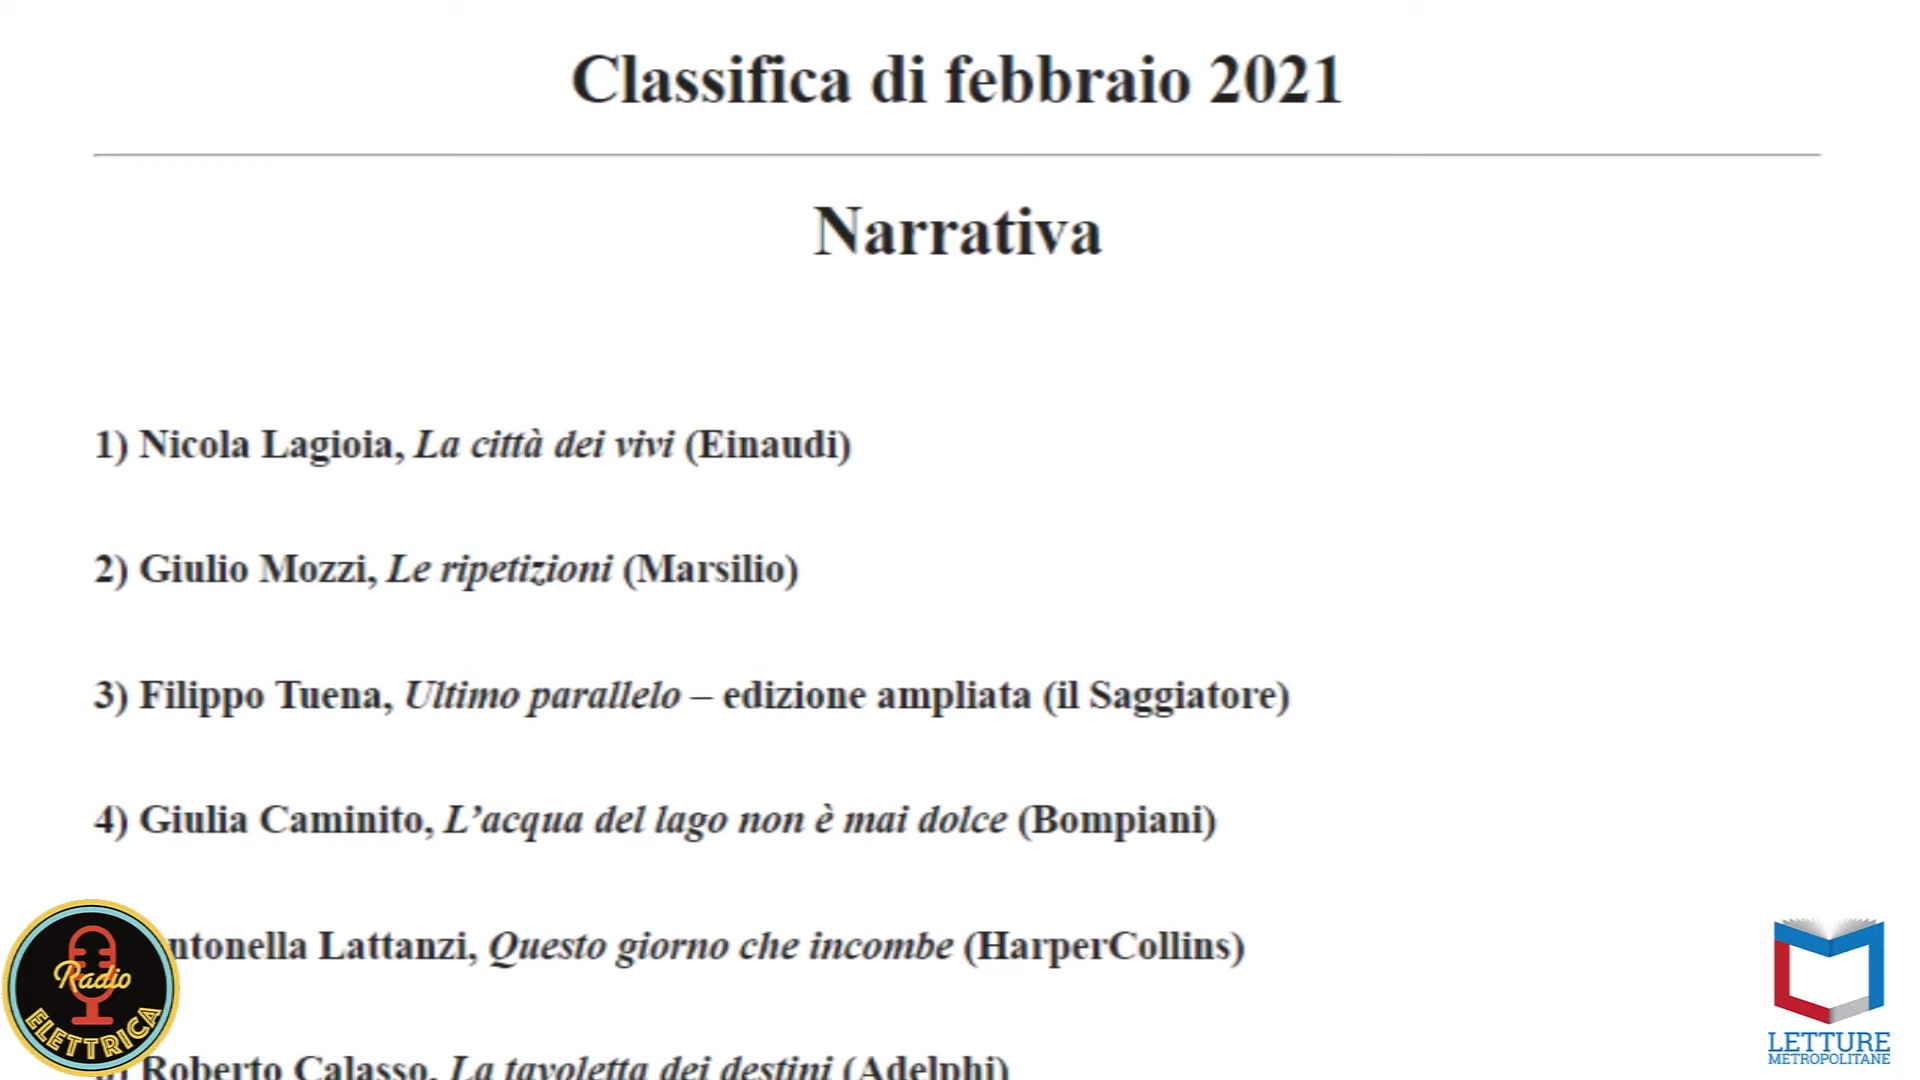 Classifica di febbraio 2021
Narrativa
1) Nicola Lagioia, La città dei vivi (Einaudi)
2) Giulio Mozzi, Le ripetizioni (Marsilio)
3) Filippo Tuena, Ultimo parallelo – edizione ampliata (il Saggiatore)
4) Giulia Caminito, L’acqua del lago non è mai dolce (Bompiani)
ntonella Lattanzi, Questo giorno che incombe (HarperCollins)
Roberto Calasso, La tavoletta dei destini (Adelphi)
Radio
ELETTRICA
LETTURE
METROPOLITANE